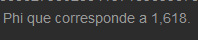 Phi que corresponde a 1,618.